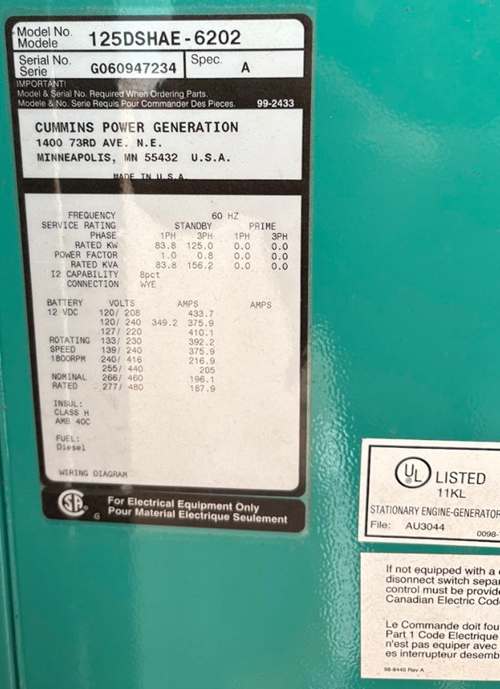 Model No.
Modele
125DSHAE-6202
Serial No.
Serie
G060947234
Spec.
A
IMPORTANT!
Model & Serial No. Required When Ordering Parts.
Modele & No. Serie Requis Pour Commander Des Pieces. 99-2433
CUMMINS POWER GENERATION
1400 73RD AVE. N.E.
MINNEAPOLIS, MN 55432 U.S.A.
MADE IN U.S.A.
FREQUENCY 60 HZ
SERVICE RATING STANDBY PRIME
PHASE 1PH 3PH 1PH 3PH
RATED KW 83.8 125.0 0.0 0.0
POWER FACTOR 1.0 0.8 0.0 0.0
RATED KVA 83.8 156.2 0.0 0.0
I2 CAPABILITY 8pct
CONNECTION WYE
BATTERY VOLTS AMPS AMPS
12 VDC 120/ 208 433.7
120/ 240 349.2 375.9
127/ 220 410.1
ROTATING 133/ 230 392.2
SPEED 139/ 240 375.9
1800RPM 240/ 416 216.9
255/ 440 205
NOMINAL 266/ 460 196.1
RATED 277/ 480 187.9
INSUL:
CLASS H
AMB 40C
FUEL:
Diesel
WIRING DIAGRAM
SA
G
For Electrical Equipment Only
Pour Material Electrique Seulement
UL LISTED
11KL
STATIONARY ENGINE-GENERATOR
File: AU3044
0098-
If not equipped with a
disonnect switch separ
control must be provide
Canadian Electric Cod
Le Commande doit fou
Part 1 Code Electrique
n'est pas equiper avec
es interrupteur desemb
98-8445 Rev A